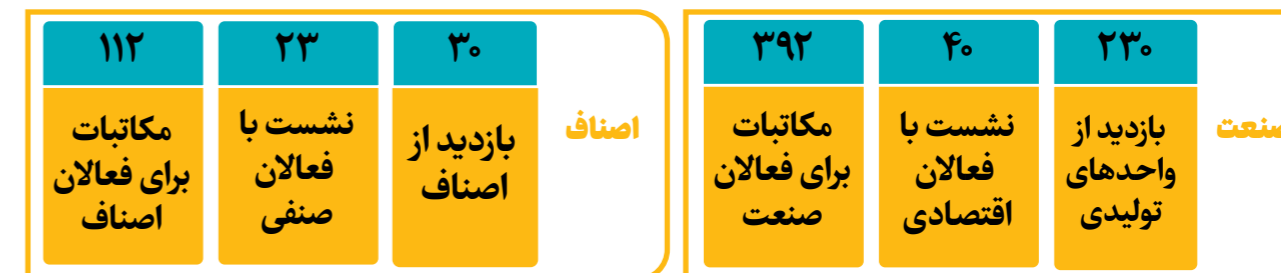 صنعت
۲۳۰
بازدید از
واحدهای
تولیدی
۴۰
نشست با
فعالان
اقتصادی
۳۹۲
مکاتبات
برای فعالان
صنعت
اصناف
۳۰
بازدید از
اصناف
۲۳
نشست با
فعالان
صنفی
۱۱۲
مکاتبات
برای فعالان
اصناف